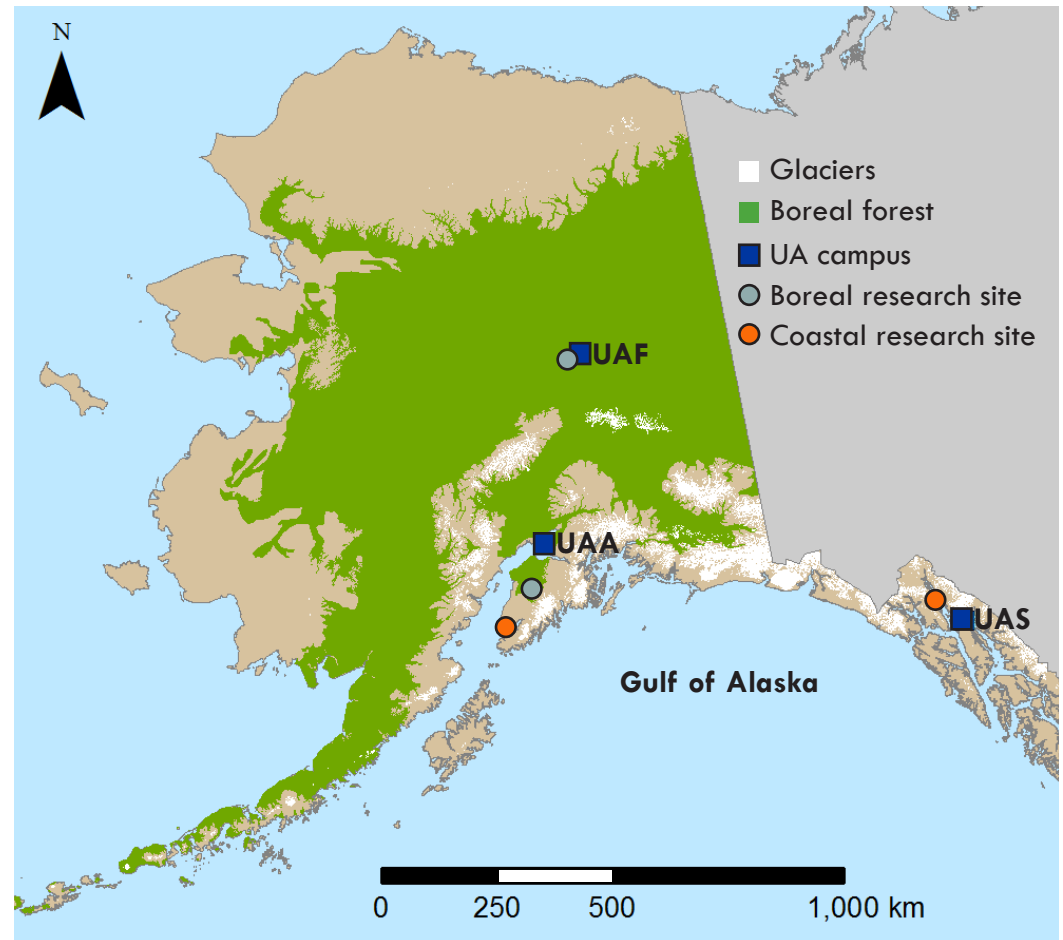 N
Glaciers
Boreal forest
UA campus
Boreal research site
Coastal research site
UAF
UAA
UAS
Gulf of Alaska
0 250 500 1,000 km